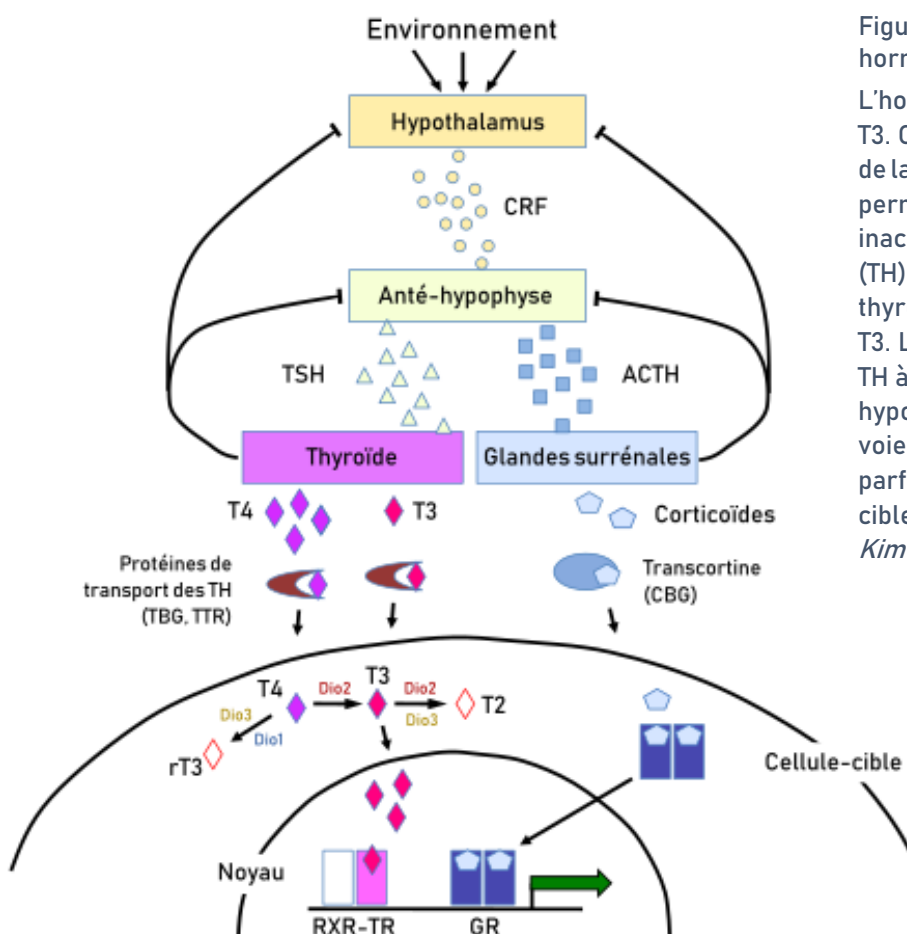 Environnement
Hypothalamus
CRF
Anté-hypophyse
TSH
ACTH
Thyroïde
Glandes surrénales
T4
T3
Corticoïdes
Protéines de
transport des TH
(TBG, TTR)
Transcortine
(CBG)
T4
Dio2
T3
Dio2
T2
Dio3
Dio3
Dio1
rT3
Cellule-cible
Noyau
RXR-TR
GR
Figu
horr
L'ho
T3. C
de la
perr
inac
(TH)
thyr
T3. L
TH à
hypo
voie
parf
cible
Kim